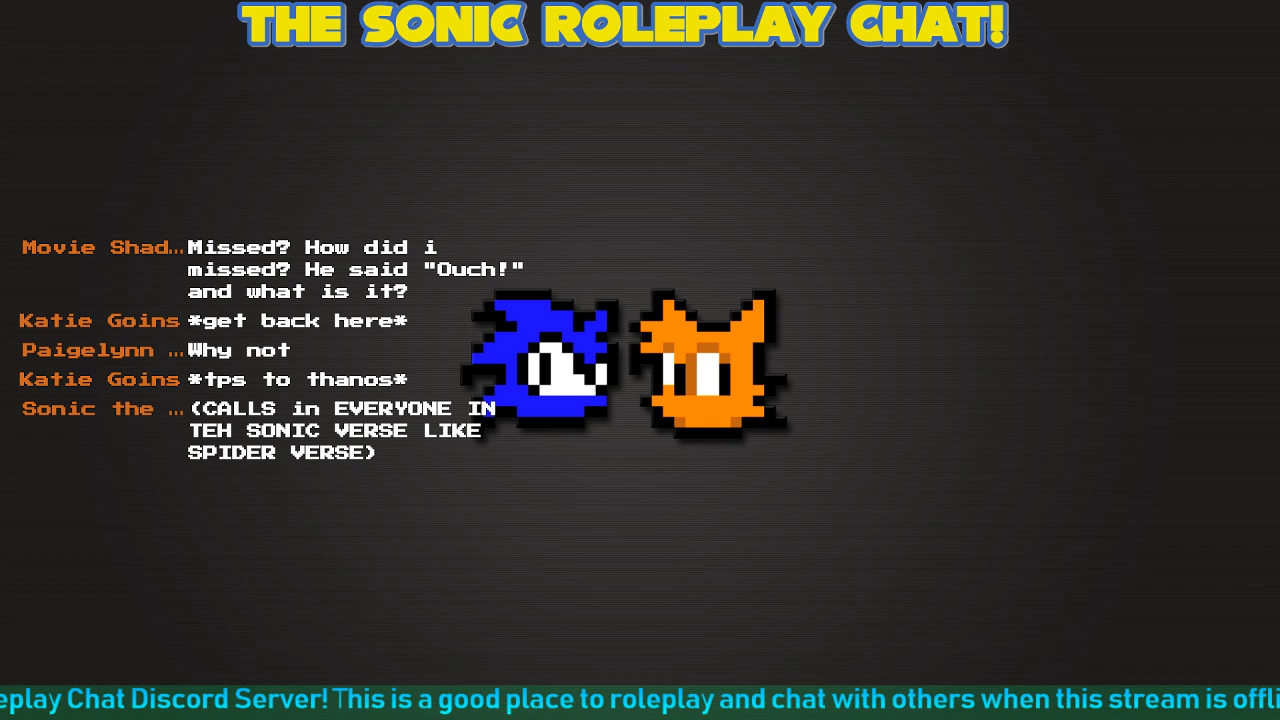 THE SONIC ROLEPLAY CHAT!
Movie Shad… Missed? How did i
missed? He said "Ouch!"
and what is it?
Katie Goins *get back here*
Paigelynn … Why not
Katie Goins *tps to thanos*
Sonic the … (CALLS in EVERYONE IN
TEH SONIC VERSE LIKE
SPIDER VERSE)
eplay Chat Discord Server! This is a good place to roleplay and chat with others when this stream is offli